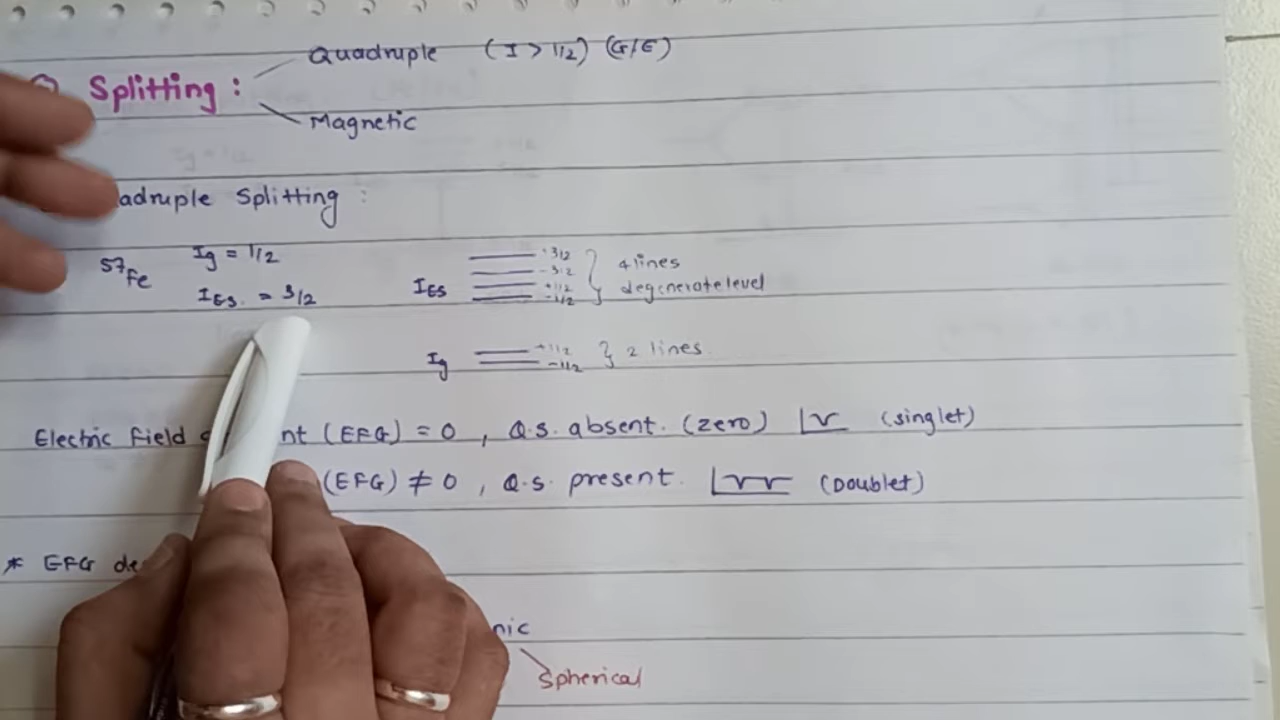 Quadruple (I > 1/2) (G/E)
Splitting :
Magnetic
adruple Splitting :
57Fe Ig = 1/2
IES. = 3/2
IES +3/2 -3/2 +1/2 -1/2 } 4 lines degenerate level
Ig +1/2 -1/2 } 2 lines.
Electric Field nt (EFG) = 0 , Q.S. absent. (zero) (singlet)
(EFG) ≠ 0 , Q.S. present. (Doublet)
* EFG de
nic
Spherical